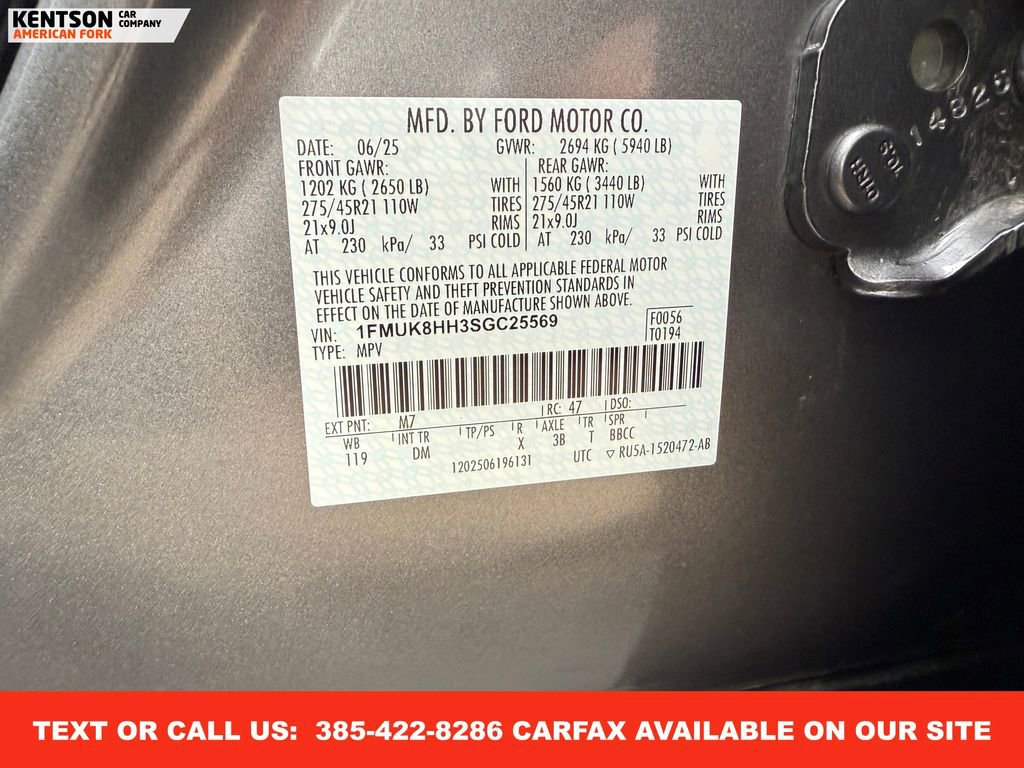 KENTSON CAR COMPANY
AMERICAN FORK
MFD. BY FORD MOTOR CO.
DATE: 06/25 GVWR: 2694 KG ( 5940 LB)
FRONT GAWR: REAR GAWR:
1202 KG ( 2650 LB) WITH 1560 KG ( 3440 LB) WITH
275/45R21 110W TIRES 275/45R21 110W TIRES
21x9.0J RIMS 21x9.0J RIMS
AT 230 kPa/ 33 PSI COLD AT 230 kPa/ 33 PSI COLD
THIS VEHICLE CONFORMS TO ALL APPLICABLE FEDERAL MOTOR
VEHICLE SAFETY AND THEFT PREVENTION STANDARDS IN
EFFECT ON THE DATE OF MANUFACTURE SHOWN ABOVE.
VIN: 1FMUK8HH3SGC25569 F0056
TYPE: MPV T0194
EXT PNT: M7 RC: 47 DSO:
WB INT TR TP/PS R AXLE TR SPR
119 DM X 3B T BBCC
1202506196131 UTC ▽ RU5A-1520472-AB
14825
TEXT OR CALL US: 385-422-8286 CARFAX AVAILABLE ON OUR SITE